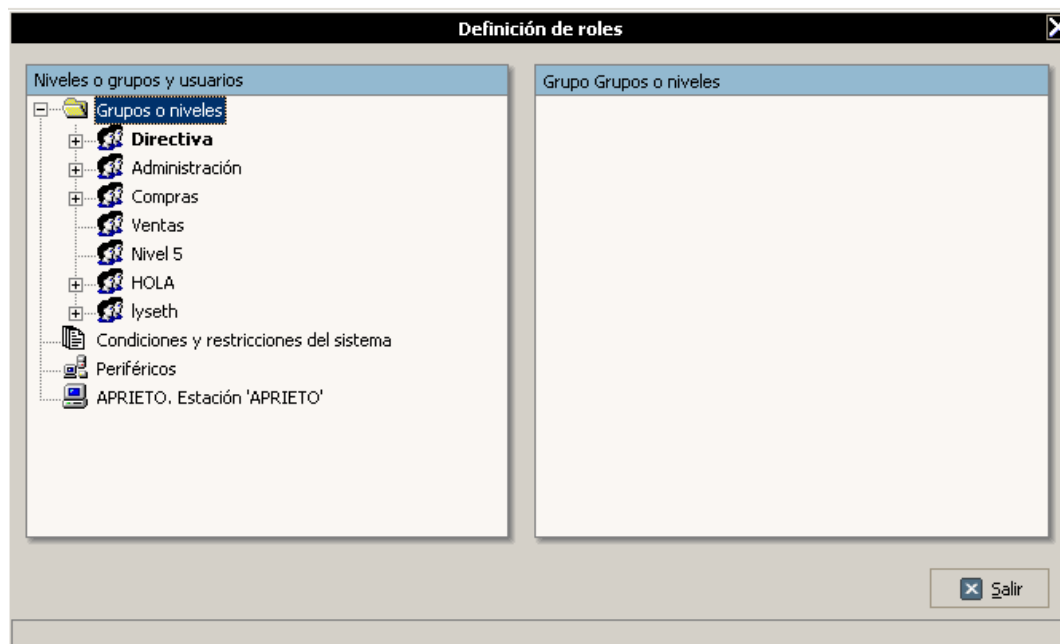 Definición de roles
Niveles o grupos y usuarios
Grupos o niveles
Directiva
Administración
Compras
Ventas
Nivel 5
HOLA
lyseth
Condiciones y restricciones del sistema
Periféricos
APRIETO. Estación 'APRIETO'
Grupo Grupos o niveles
Salir